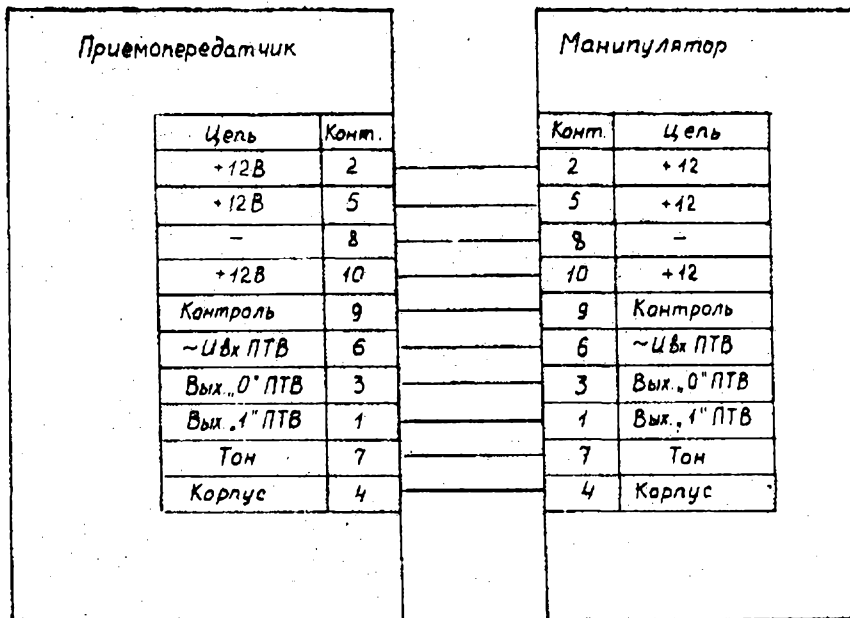 Приемопередатчик
Манипулятор
Цепь Конт.
+12В 2
+12В 5
- 8
+12В 10
Контроль 9
~Uвх ПТВ 6
Вых. „0" ПТВ 3
Вых. „1" ПТВ 1
Тон 7
Корпус 4
Конт. Цепь
2 +12
5 +12
8 -
10 +12
9 Контроль
6 ~Uвх ПТВ
3 Вых. „0" ПТВ
1 Вых. „1" ПТВ
7 Тон
4 Корпус